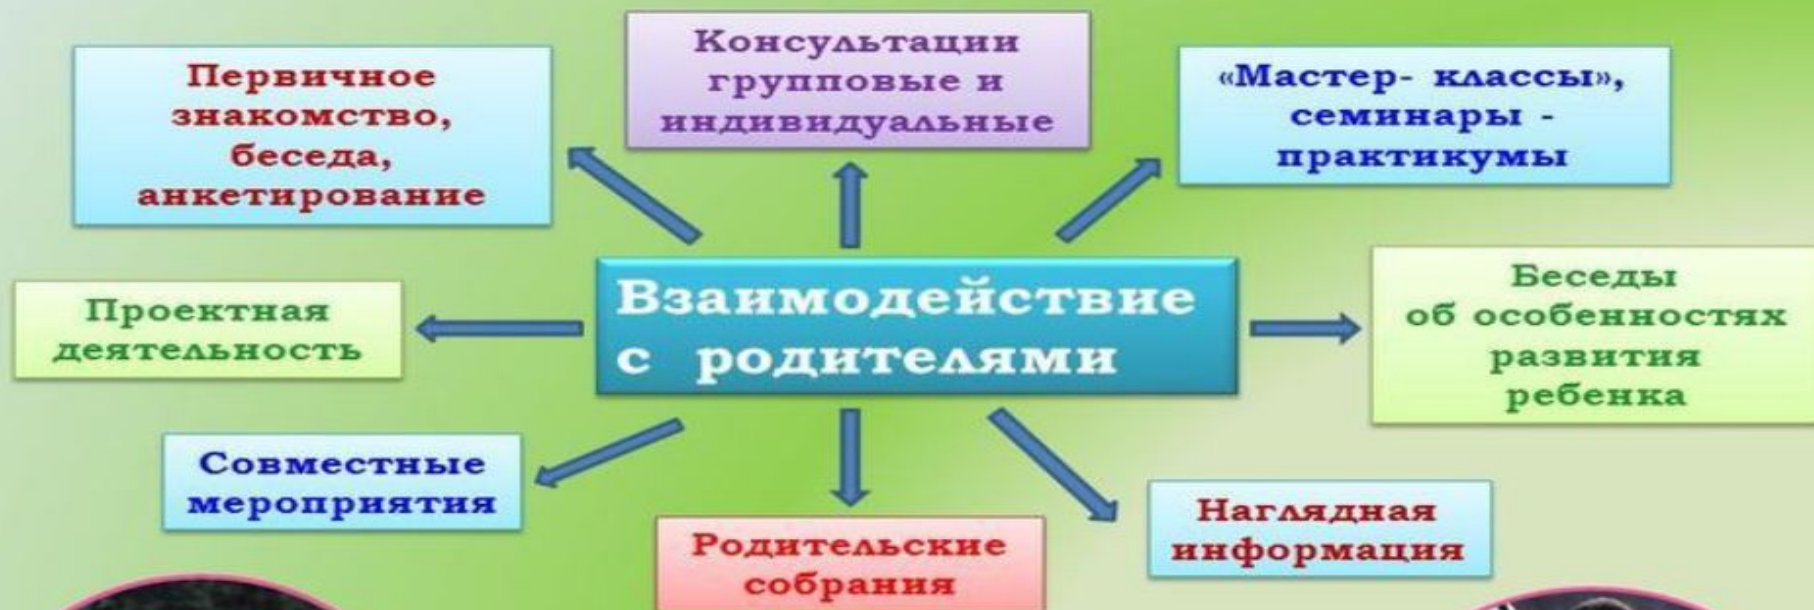 Первичное
знакомство,
беседа,
анкетирование
Консультации
групповые и
индивидуальные
«Мастер- классы»,
семинары -
практикумы
Проектная
деятельность
Взаимодействие
с родителями
Беседы
об особенностях
развития
ребенка
Совместные
мероприятия
Родительские
собрания
Наглядная
информация